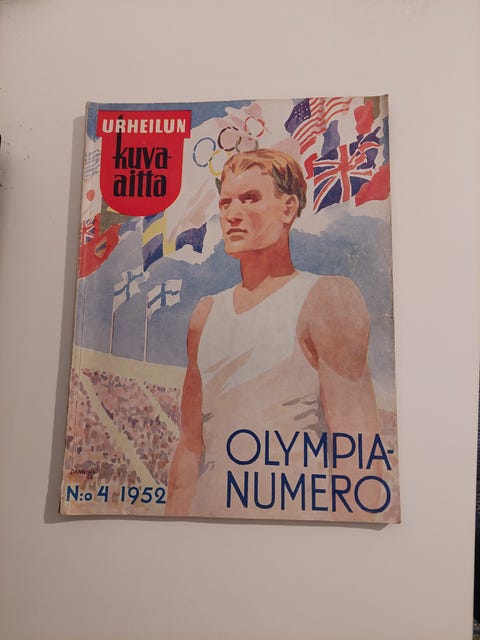 URHEILUN
kuva-
aitta
OLYMPIA-
NUMERO
N:o 4 1952